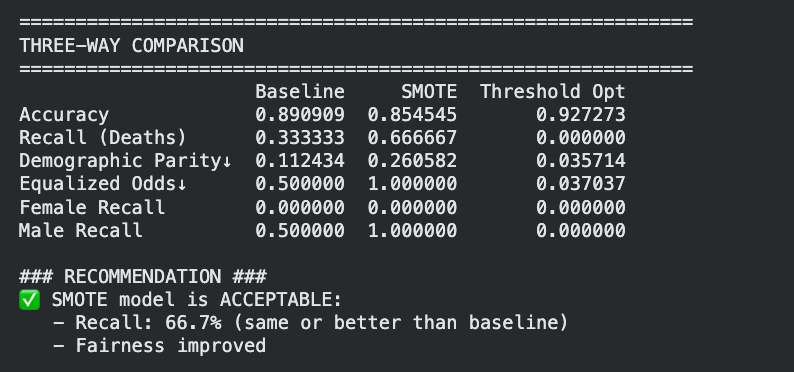 ============================================================
THREE-WAY COMPARISON
============================================================
Baseline SMOTE Threshold Opt
Accuracy 0.890909 0.854545 0.927273
Recall (Deaths) 0.333333 0.666667 0.000000
Demographic Parity↓ 0.112434 0.260582 0.035714
Equalized Odds↓ 0.500000 1.000000 0.037037
Female Recall 0.000000 0.000000 0.000000
Male Recall 0.500000 1.000000 0.000000
### RECOMMENDATION ###
✅ SMOTE model is ACCEPTABLE:
- Recall: 66.7% (same or better than baseline)
- Fairness improved